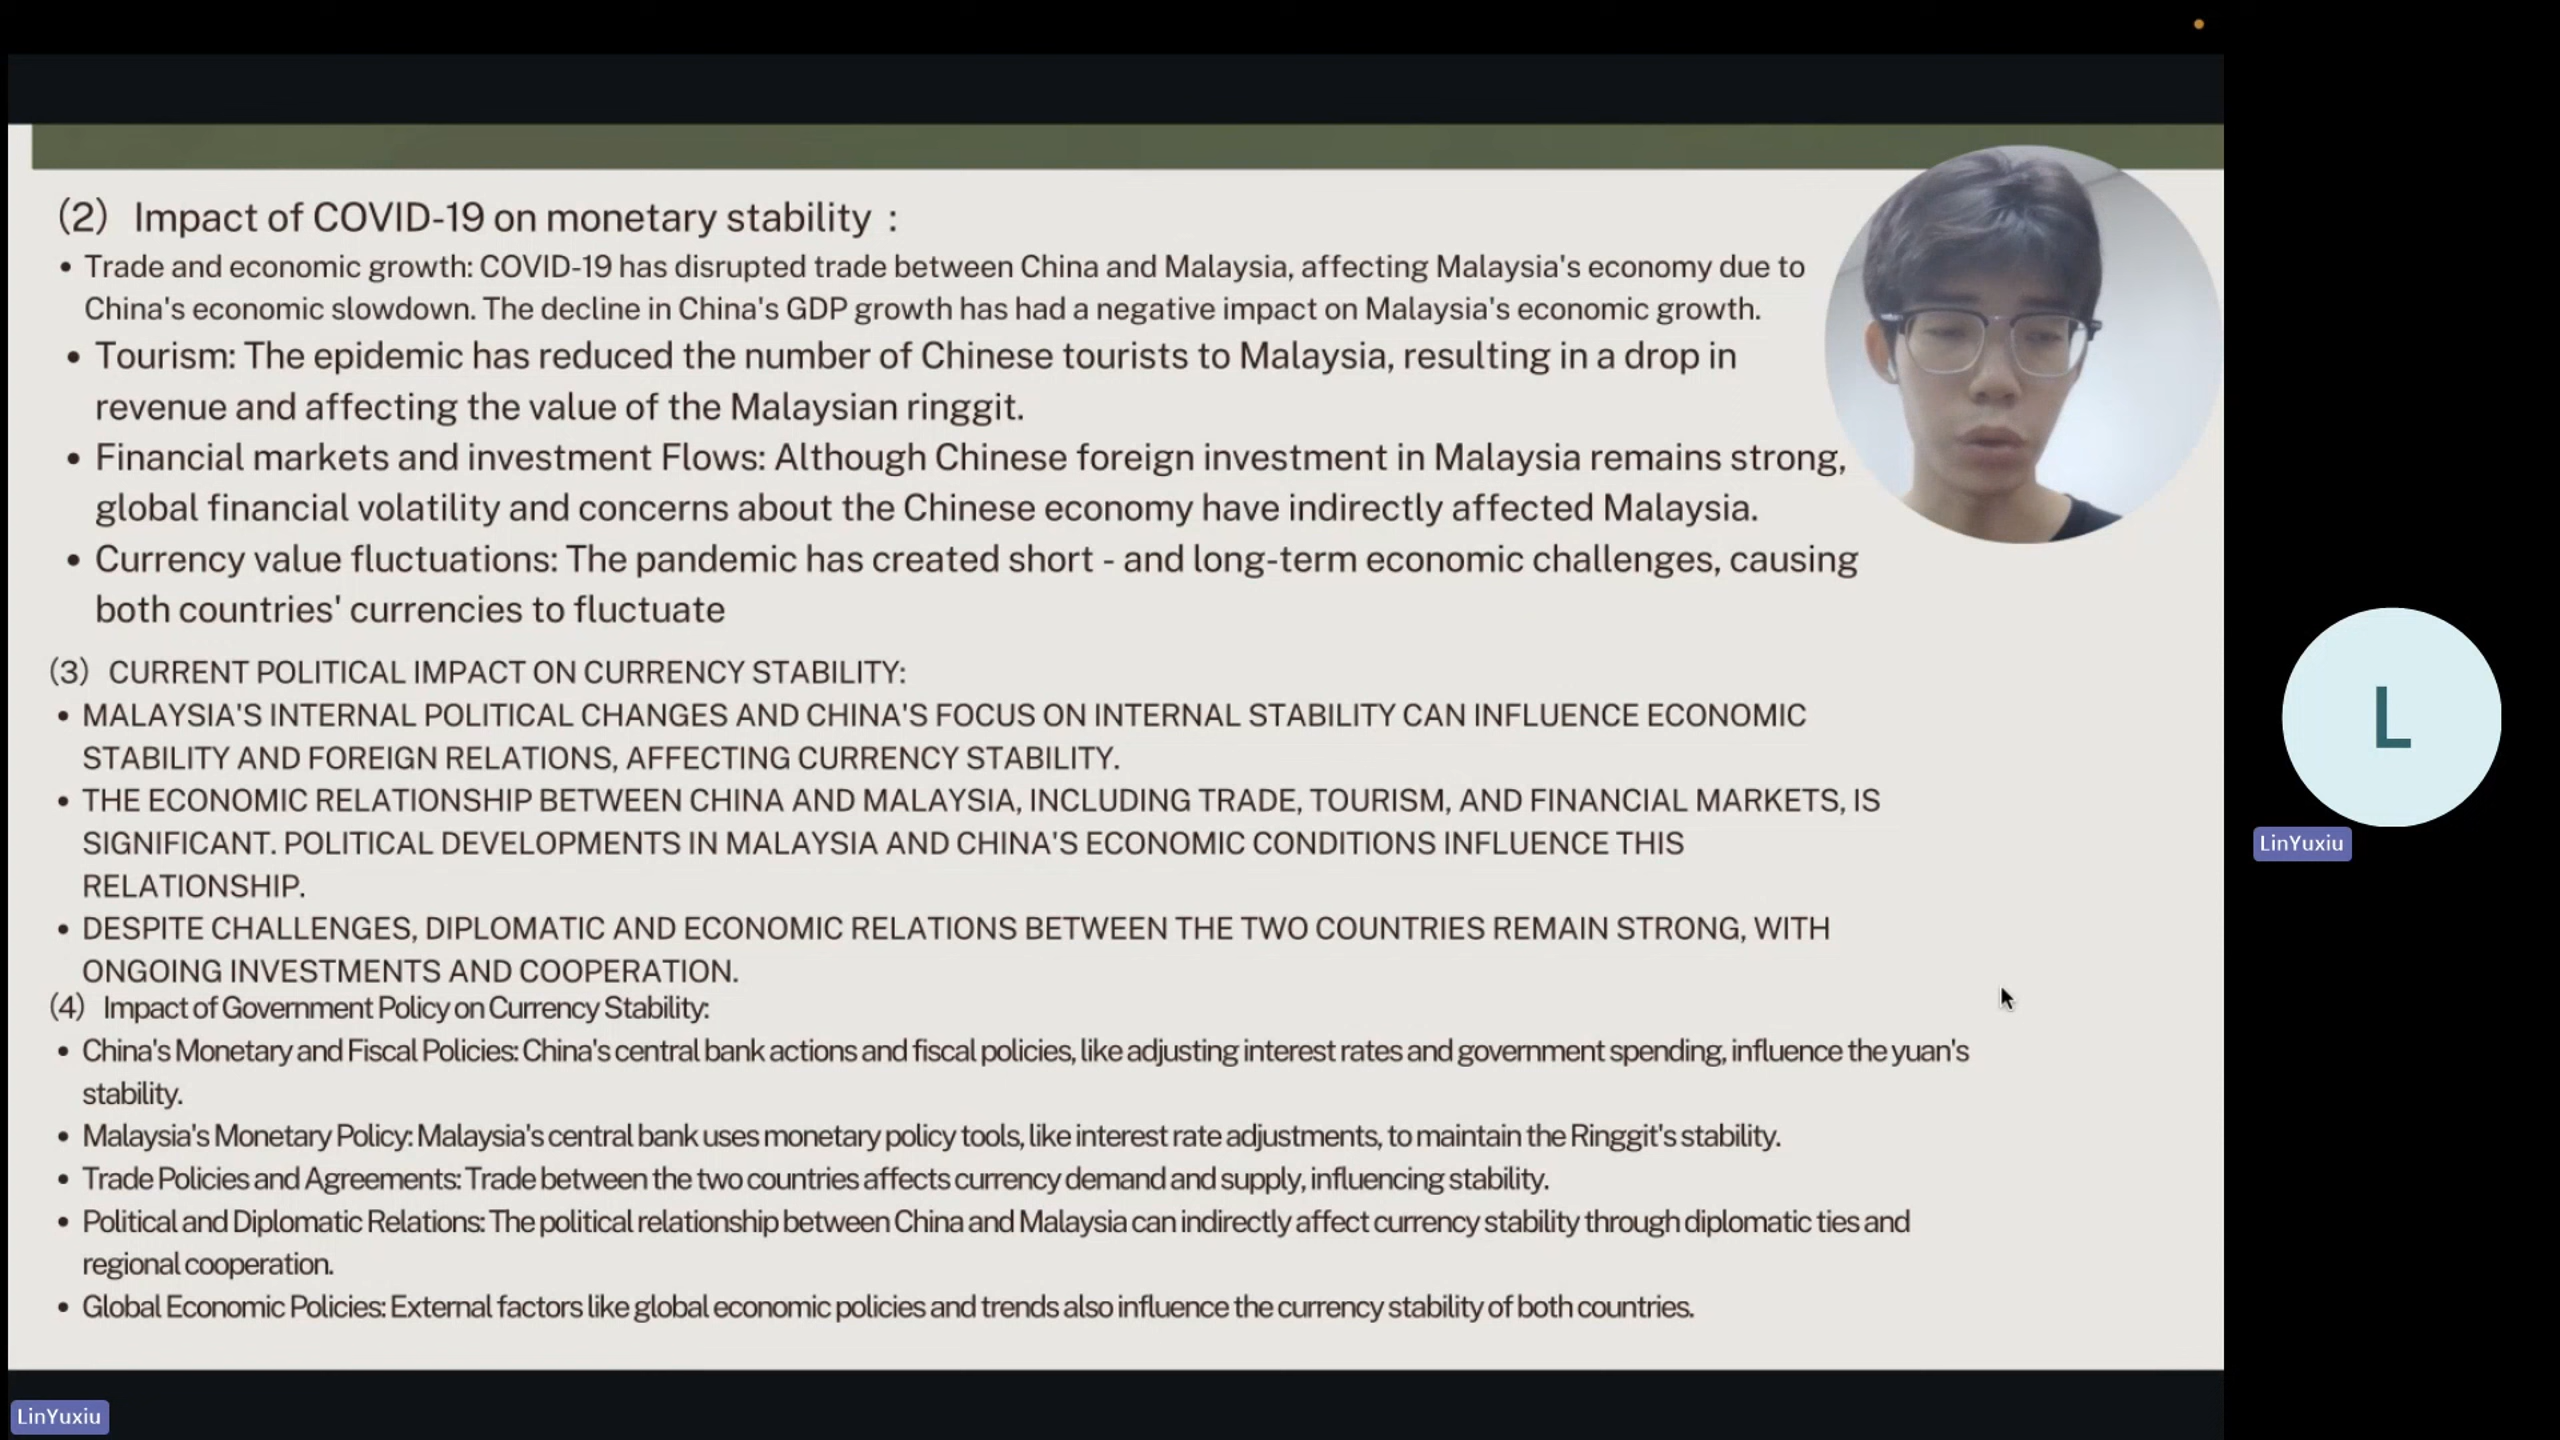 （2） Impact of COVID-19 on monetary stability：
• Trade and economic growth: COVID-19 has disrupted trade between China and Malaysia, affecting Malaysia's economy due to
China's economic slowdown. The decline in China's GDP growth has had a negative impact on Malaysia's economic growth.
• Tourism: The epidemic has reduced the number of Chinese tourists to Malaysia, resulting in a drop in
revenue and affecting the value of the Malaysian ringgit.
• Financial markets and investment Flows: Although Chinese foreign investment in Malaysia remains strong,
global financial volatility and concerns about the Chinese economy have indirectly affected Malaysia.
• Currency value fluctuations: The pandemic has created short - and long-term economic challenges, causing
both countries' currencies to fluctuate
（3） CURRENT POLITICAL IMPACT ON CURRENCY STABILITY:
• MALAYSIA'S INTERNAL POLITICAL CHANGES AND CHINA'S FOCUS ON INTERNAL STABILITY CAN INFLUENCE ECONOMIC
STABILITY AND FOREIGN RELATIONS, AFFECTING CURRENCY STABILITY.
• THE ECONOMIC RELATIONSHIP BETWEEN CHINA AND MALAYSIA, INCLUDING TRADE, TOURISM, AND FINANCIAL MARKETS, IS
SIGNIFICANT. POLITICAL DEVELOPMENTS IN MALAYSIA AND CHINA'S ECONOMIC CONDITIONS INFLUENCE THIS
RELATIONSHIP.
• DESPITE CHALLENGES, DIPLOMATIC AND ECONOMIC RELATIONS BETWEEN THE TWO COUNTRIES REMAIN STRONG, WITH
ONGOING INVESTMENTS AND COOPERATION.
（4） Impact of Government Policy on Currency Stability:
• China's Monetary and Fiscal Policies: China's central bank actions and fiscal policies, like adjusting interest rates and government spending, influence the yuan's
stability.
• Malaysia's Monetary Policy: Malaysia's central bank uses monetary policy tools, like interest rate adjustments, to maintain the Ringgit's stability.
• Trade Policies and Agreements: Trade between the two countries affects currency demand and supply, influencing stability.
• Political and Diplomatic Relations: The political relationship between China and Malaysia can indirectly affect currency stability through diplomatic ties and
regional cooperation.
• Global Economic Policies: External factors like global economic policies and trends also influence the currency stability of both countries.
L
LinYuxiu
LinYuxiu